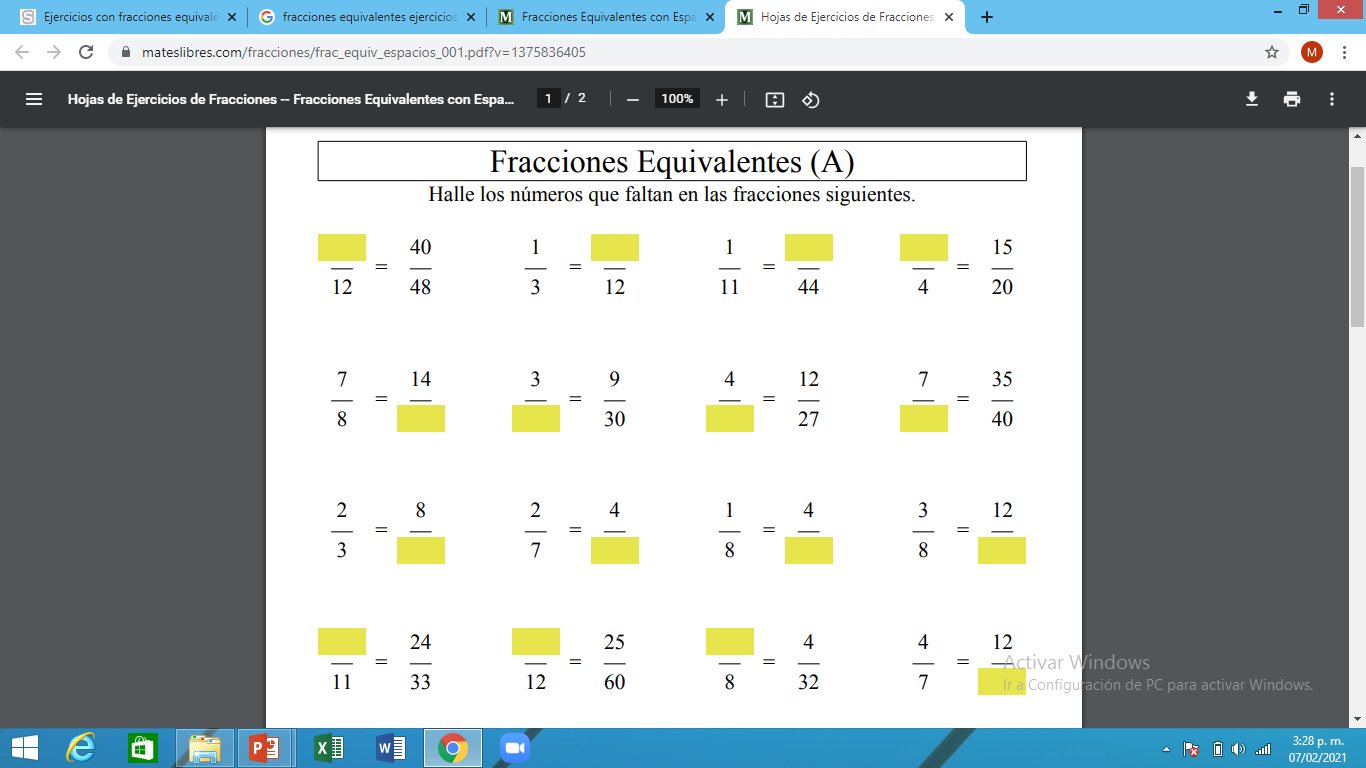 Ejercicios con fracciones equivale
fracciones equivalentes ejercicios
Fracciones Equivalentes con Espa
Hojas de Ejercicios de Fracciones
mateslibres.com/fracciones/frac_equiv_espacios_001.pdf?v=1375836405
M
Hojas de Ejercicios de Fracciones -- Fracciones Equivalentes con Espa... 1 / 2 100%
Fracciones Equivalentes (A)
Halle los números que faltan en las fracciones siguientes.
40 1 1 15
= = = =
12 48 3 12 11 44 4 20
7 14 3 9 4 12 7 35
= = = =
8 30 27 40
2 8 2 4 1 4 3 12
= = = =
3 7 8 8
24 25 4 4 12
= = = =
11 33 12 60 8 32 7
Activar Windows
Ir a Configuración de PC para activar Windows.
3:28 p. m.
07/02/2021